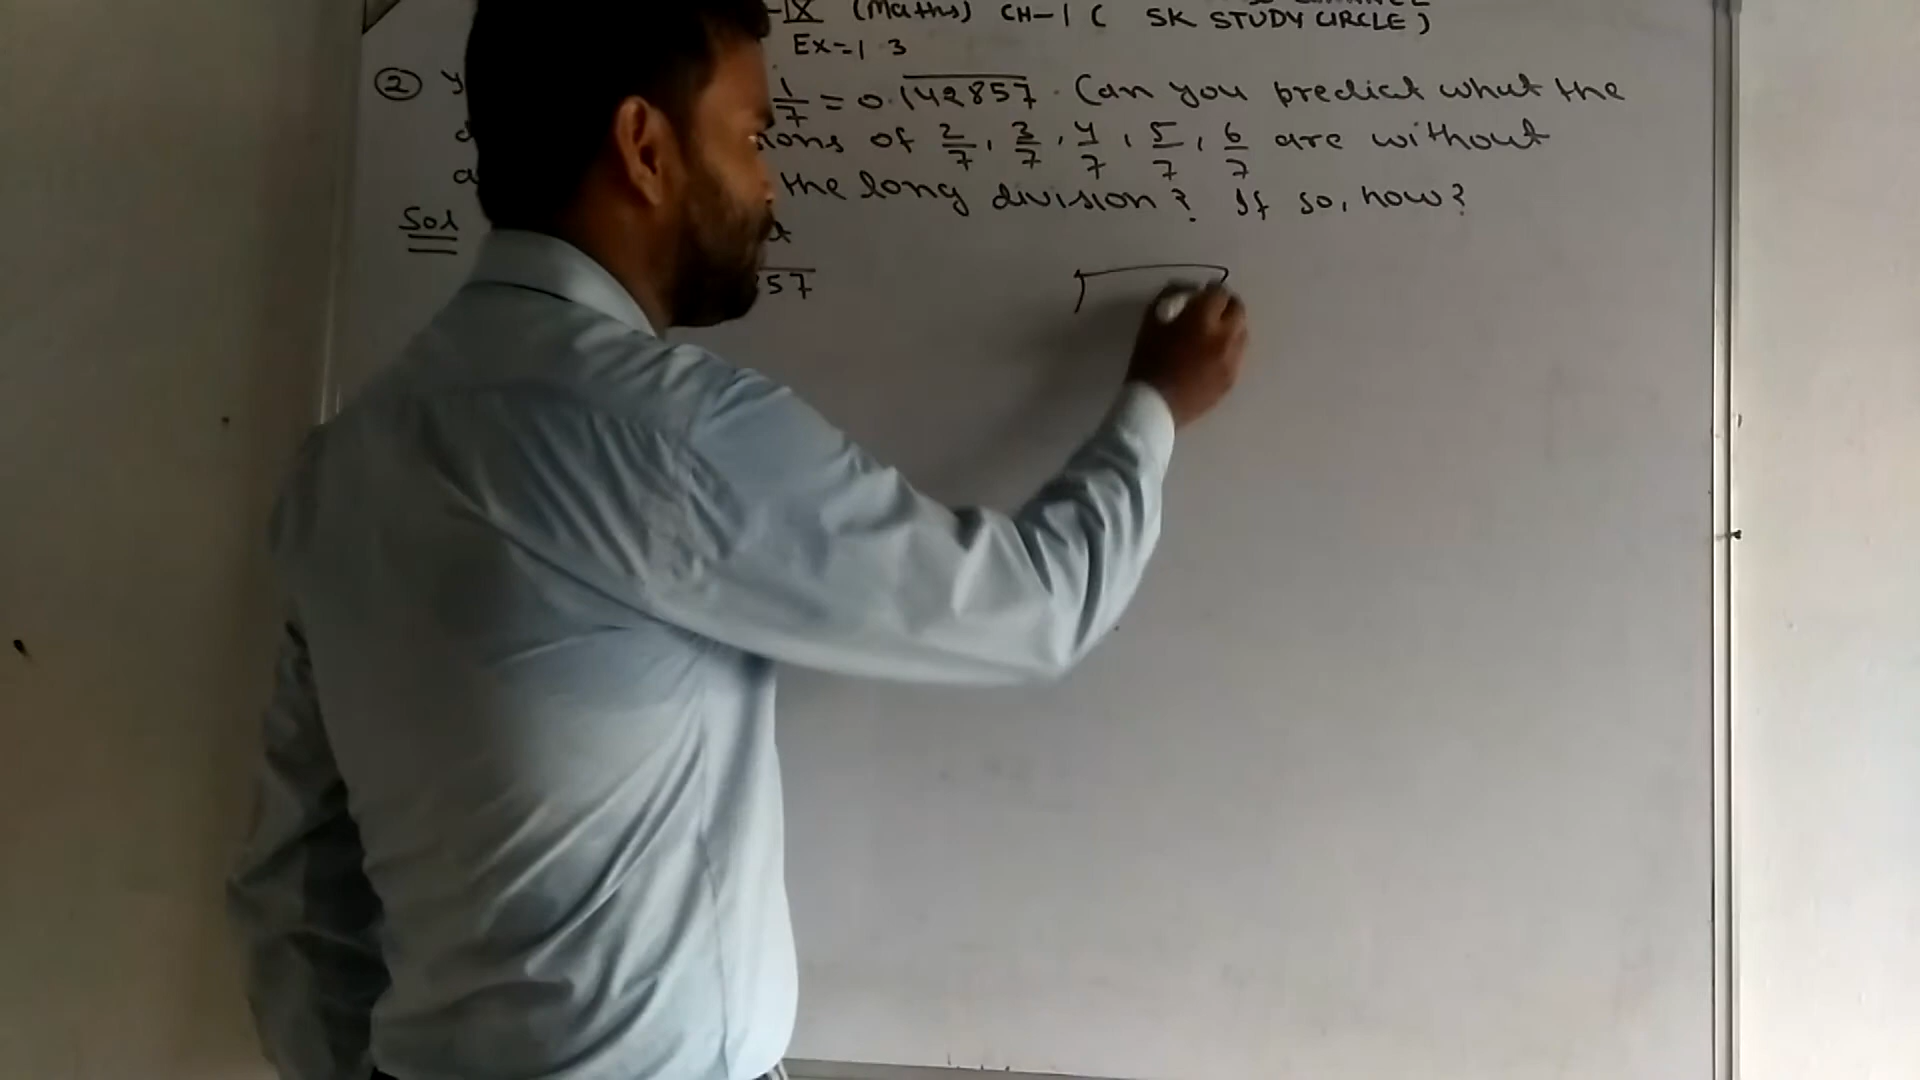 IX (Maths) CH-1 ( SK STUDY CIRCLE )
Ex=1 3
② y 1/7 = 0.142857. Can you predict what the
ions of 2/7, 3/7, 4/7, 5/7, 6/7 are without
a the long division? If so, how?
Sol
57